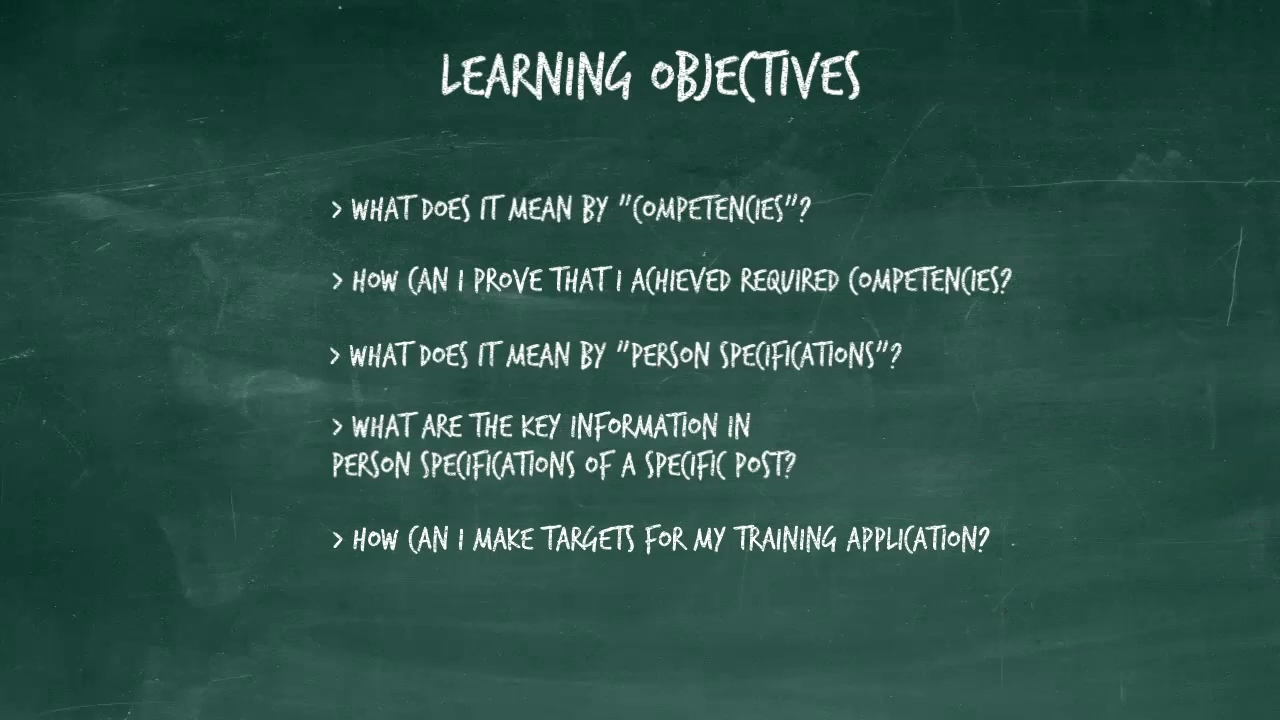 LEARNING OBJECTIVES
> WHAT DOES IT MEAN BY "COMPETENCIES"?
> HOW CAN I PROVE THAT I ACHIEVED REQUIRED COMPETENCIES?
> WHAT DOES IT MEAN BY "PERSON SPECIFICATIONS"?
> WHAT ARE THE KEY INFORMATION IN
PERSON SPECIFICATIONS OF A SPECIFIC POST?
> HOW CAN I MAKE TARGETS FOR MY TRAINING APPLICATION?